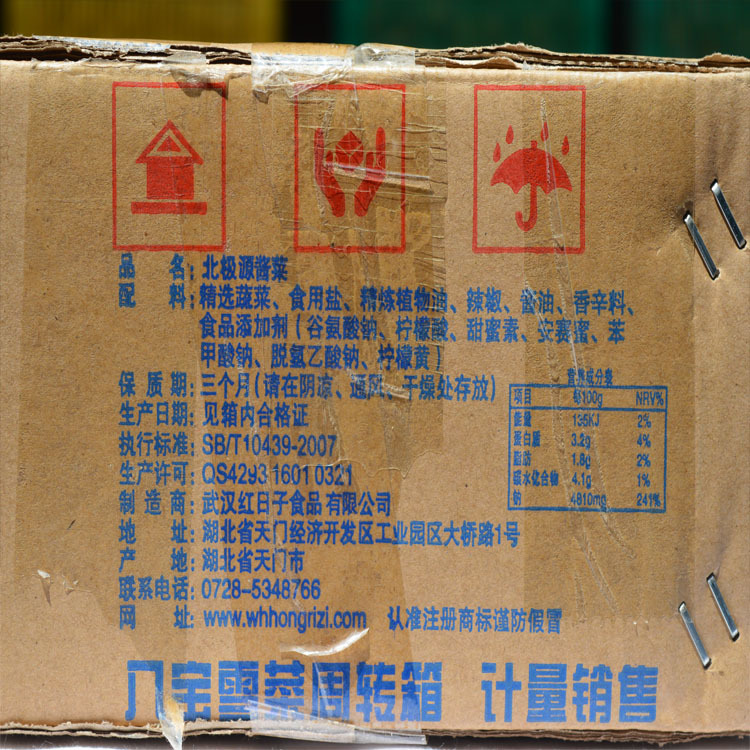 品 名：北极源酱菜
配 料：精选蔬菜、食用盐、精炼植物油、辣椒、酱油、香辛料、
食品添加剂（谷氨酸钠、柠檬酸、甜蜜素、安赛蜜、苯
甲酸钠、脱氢乙酸钠、柠檬黄）
保 质 期：三个月（请在阴凉、通风、干燥处存放）
生产日期：见箱内合格证
执行标准：SB/T10439-2007
生产许可：QS4293 1601 0321
制 造 商：武汉红日子食品有限公司
地 址：湖北省天门经济开发区工业园区大桥路1号
产 地：湖北省天门市
联系电话：0728-5348766
网 址：www.whhongrizi.com 认准注册商标谨防假冒
营养成分表
项目 每100g NRV%
能量 136KJ 2%
蛋白质 3.2g 4%
脂肪 1.8g 2%
碳水化合物 4.1g 1%
钠 4810mg 241%
八宝雪菜周转箱 计量销售